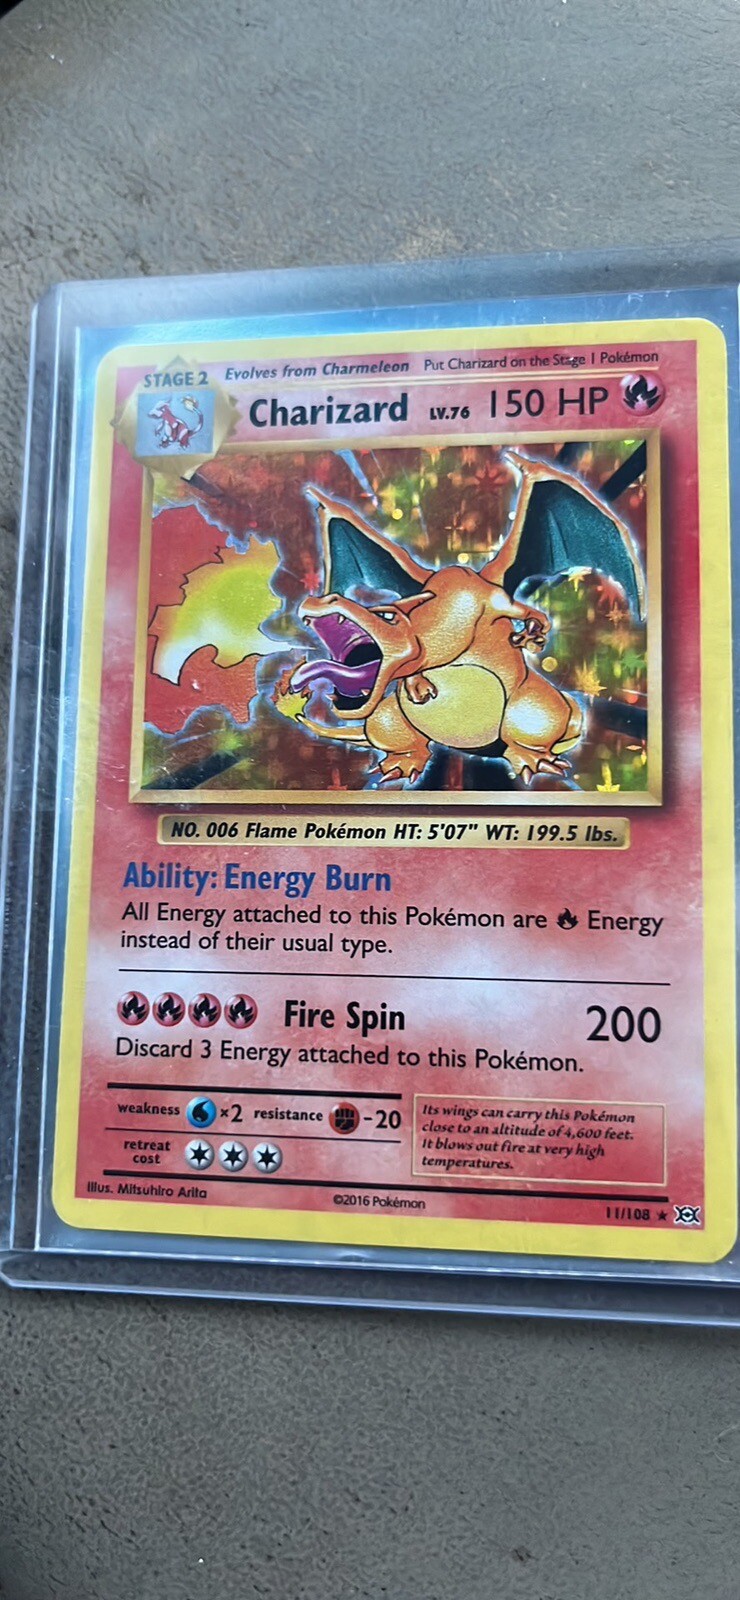 STAGE 2 Evolves from Charmeleon Put Charizard on the Stage 1 Pokémon
Charizard LV.76 150 HP
NO. 006 Flame Pokémon HT: 5'07" WT: 199.5 lbs.
Ability: Energy Burn
All Energy attached to this Pokémon are Energy
instead of their usual type.
Fire Spin 200
Discard 3 Energy attached to this Pokémon.
weakness ×2 resistance -20
retreat
cost
Its wings can carry this Pokémon
close to an altitude of 4,600 feet.
It blows out fire at very high
temperatures.
Illus. Mitsuhiro Arita ©2016 Pokémon 11/108 ★